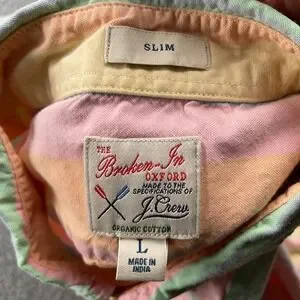 SLIM
THE
Broken-In
OXFORD
MADE TO THE
SPECIFICATIONS OF
J.Crew
ORGANIC COTTON
L
MADE IN
INDIA